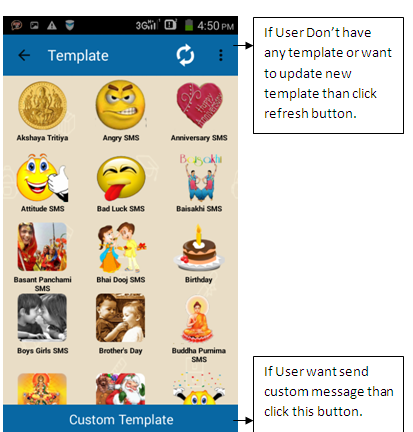 3G 1 4:50 PM
Template
If User Don't have
any template or want
to update new
template than click
refresh button.
Akshaya Tritiya Angry SMS Anniversary SMS
Attitude SMS Bad Luck SMS Baisakhi SMS
Basant Panchami
SMS
Bhai Dooj SMS Birthday
Boys Girls SMS Brother's Day Buddha Purnima
SMS
Custom Template
If User want send
custom message than
click this button.